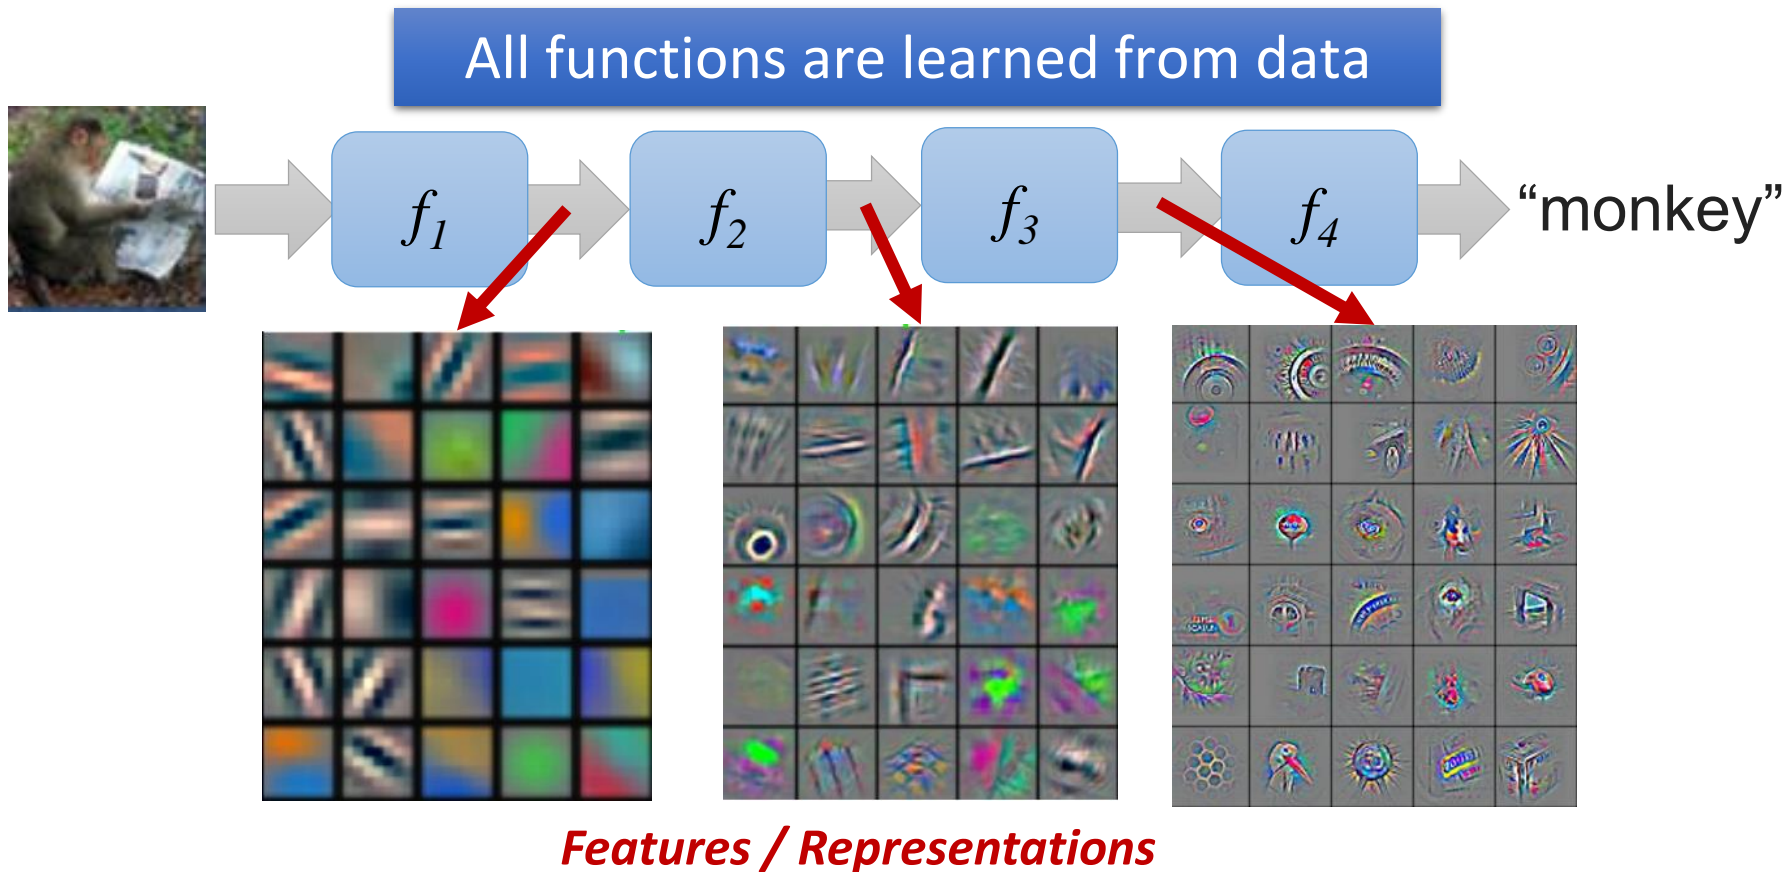 All functions are learned from data
f1
f2
f3
f4
“monkey”
Features / Representations